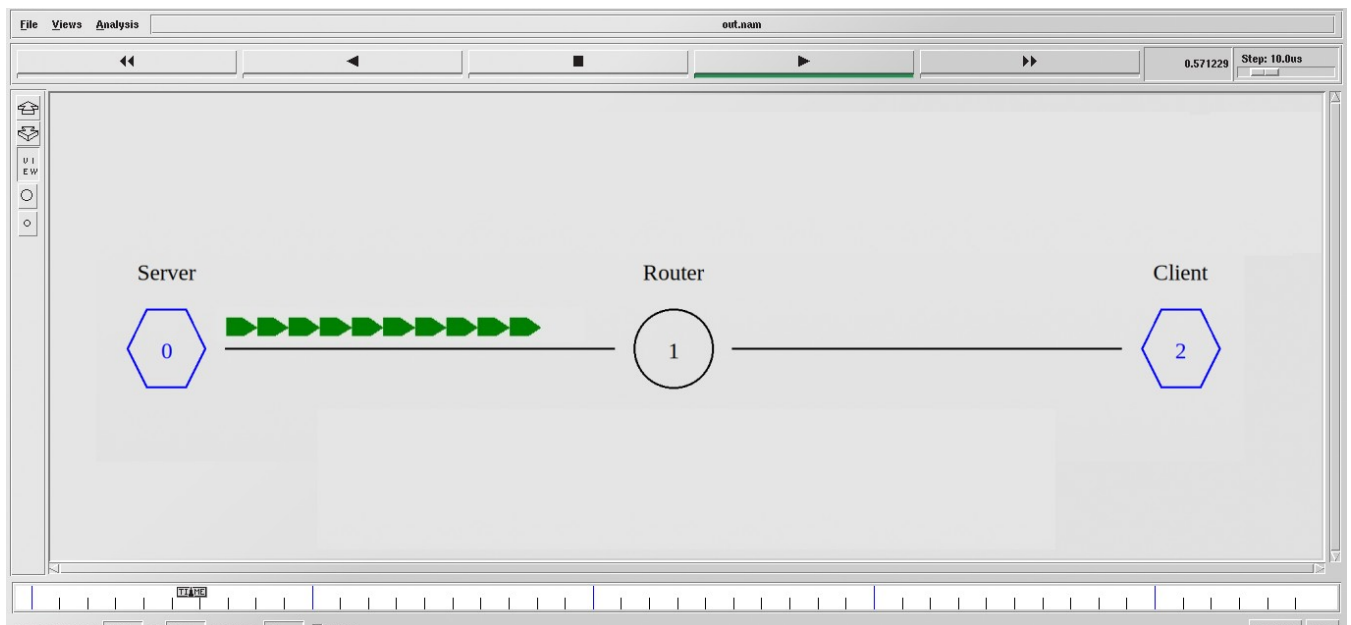 File Views Analysis out.nam
0.571229 Step: 10.0us
VIEW
Server Router Client
0 1 2
TIME